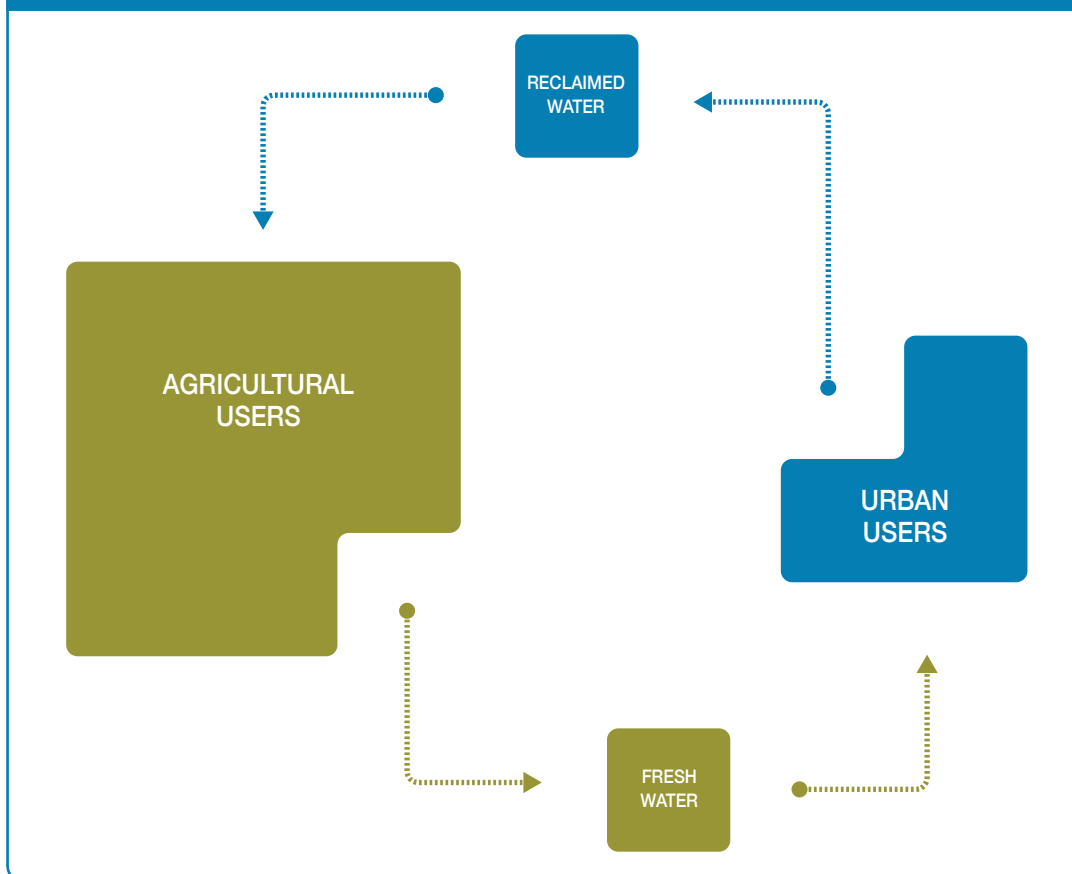 RECLAIMED
WATER
AGRICULTURAL
USERS
URBAN
USERS
FRESH
WATER